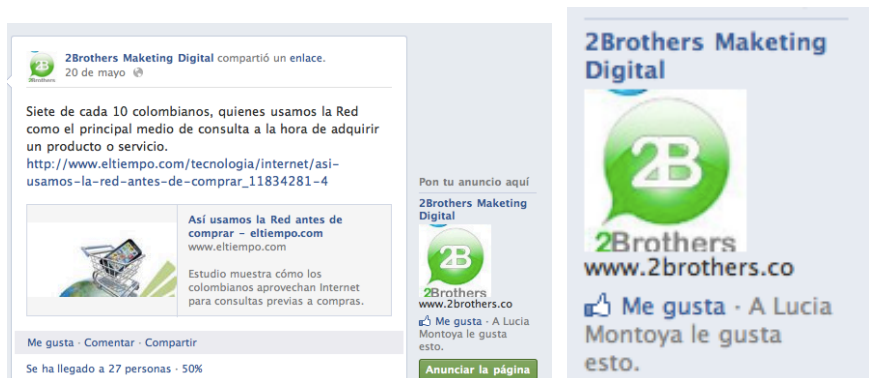 2Brothers Maketing Digital compartió un enlace.
20 de mayo
Siete de cada 10 colombianos, quienes usamos la Red
como el principal medio de consulta a la hora de adquirir
un producto o servicio.
http://www.eltiempo.com/tecnologia/internet/asi-
usamos-la-red-antes-de-comprar_11834281-4
Así usamos la Red antes de
comprar – eltiempo.com
www.eltiempo.com
Estudio muestra cómo los
colombianos aprovechan Internet
para consultas previas a compras.
Me gusta · Comentar · Compartir
Se ha llegado a 27 personas · 50%
2B
2Brothers
Pon tu anuncio aquí
2Brothers Maketing
Digital
2B
2Brothers
www.2brothers.co
Me gusta · A Lucia
Montoya le gusta
esto.
Anunciar la página
2Brothers Maketing
Digital
2B
2Brothers
www.2brothers.co
Me gusta · A Lucia
Montoya le gusta
esto.